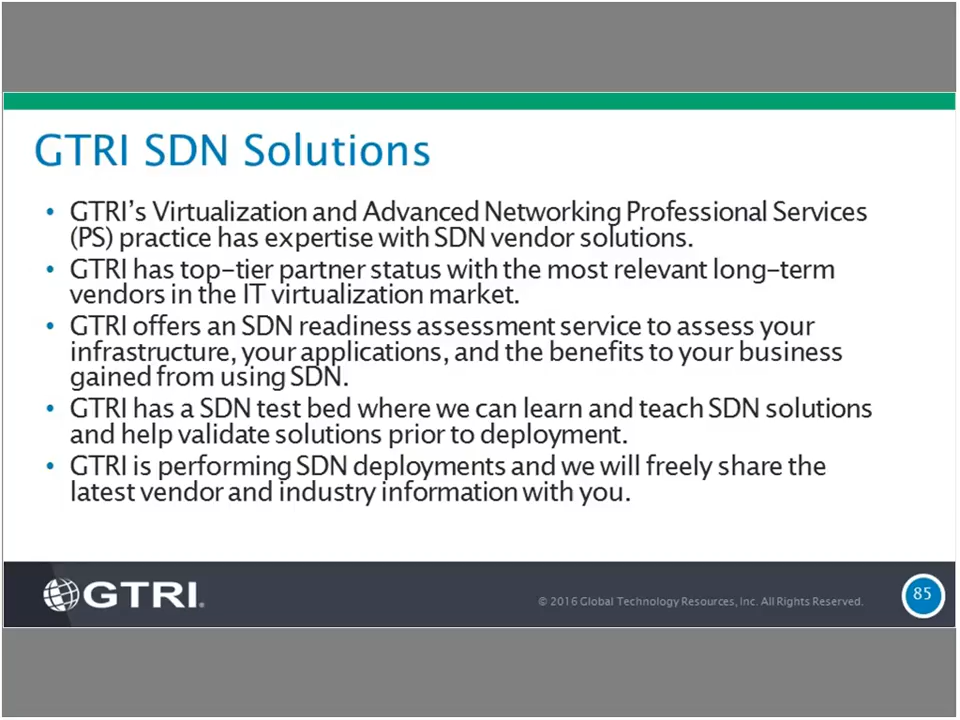 GTRI SDN Solutions
• GTRI's Virtualization and Advanced Networking Professional Services
(PS) practice has expertise with SDN vendor solutions.
• GTRI has top-tier partner status with the most relevant long-term
vendors in the IT virtualization market.
• GTRI offers an SDN readiness assessment service to assess your
infrastructure, your applications, and the benefits to your business
gained from using SDN.
• GTRI has a SDN test bed where we can learn and teach SDN solutions
and help validate solutions prior to deployment.
• GTRI is performing SDN deployments and we will freely share the
latest vendor and industry information with you.
GTRI®
© 2016 Global Technology Resources, Inc. All Rights Reserved.
85